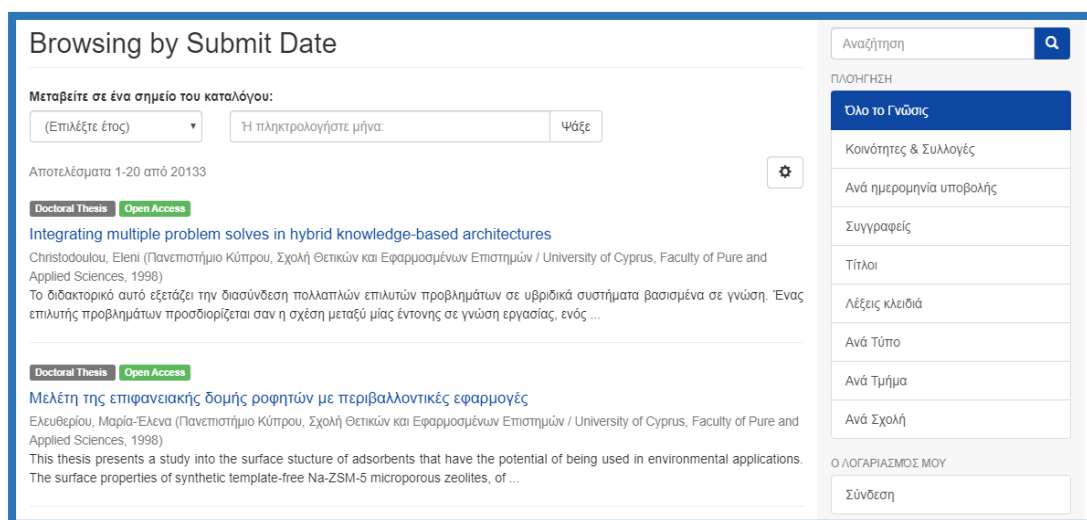 Browsing by Submit Date
Μεταβείτε σε ένα σημείο του καταλόγου:
(Επιλέξτε έτος)
Ή πληκτρολογήστε μήνα:
Ψάξε
Αποτελέσματα 1-20 από 20133
Doctoral Thesis Open Access
Integrating multiple problem solves in hybrid knowledge-based architectures
Christodoulou, Eleni (Πανεπιστήμιο Κύπρου, Σχολή Θετικών και Εφαρμοσμένων Επιστημών / University of Cyprus, Faculty of Pure and
Applied Sciences, 1998)
Το διδακτορικό αυτό εξετάζει την διασύνδεση πολλαπλών επιλυτών προβλημάτων σε υβριδικά συστήματα βασισμένα σε γνώση. Ένας
επιλυτής προβλημάτων προσδιορίζεται σαν η σχέση μεταξύ μίας έντονης σε γνώση εργασίας, ενός ...
Doctoral Thesis Open Access
Μελέτη της επιφανειακής δομής ροφητών με περιβαλλοντικές εφαρμογές
Ελευθερίου, Μαρία-Έλενα (Πανεπιστήμιο Κύπρου, Σχολή Θετικών και Εφαρμοσμένων Επιστημών / University of Cyprus, Faculty of Pure and
Applied Sciences, 1998)
This thesis presents a study into the surface stucture of adsorbents that have the potential of being used in environmental applications.
The surface properties of synthetic template-free Na-ZSM-5 microporous zeolites, of ...
Αναζήτηση
ΠΛΟΉΓΗΣΗ
Όλο το Γνῶσις
Κοινότητες & Συλλογές
Ανά ημερομηνία υποβολής
Συγγραφείς
Τίτλοι
Λέξεις κλειδιά
Ανά Τύπο
Ανά Τμήμα
Ανά Σχολή
Ο ΛΟΓΑΡΙΑΣΜΌΣ ΜΟΥ
Σύνδεση